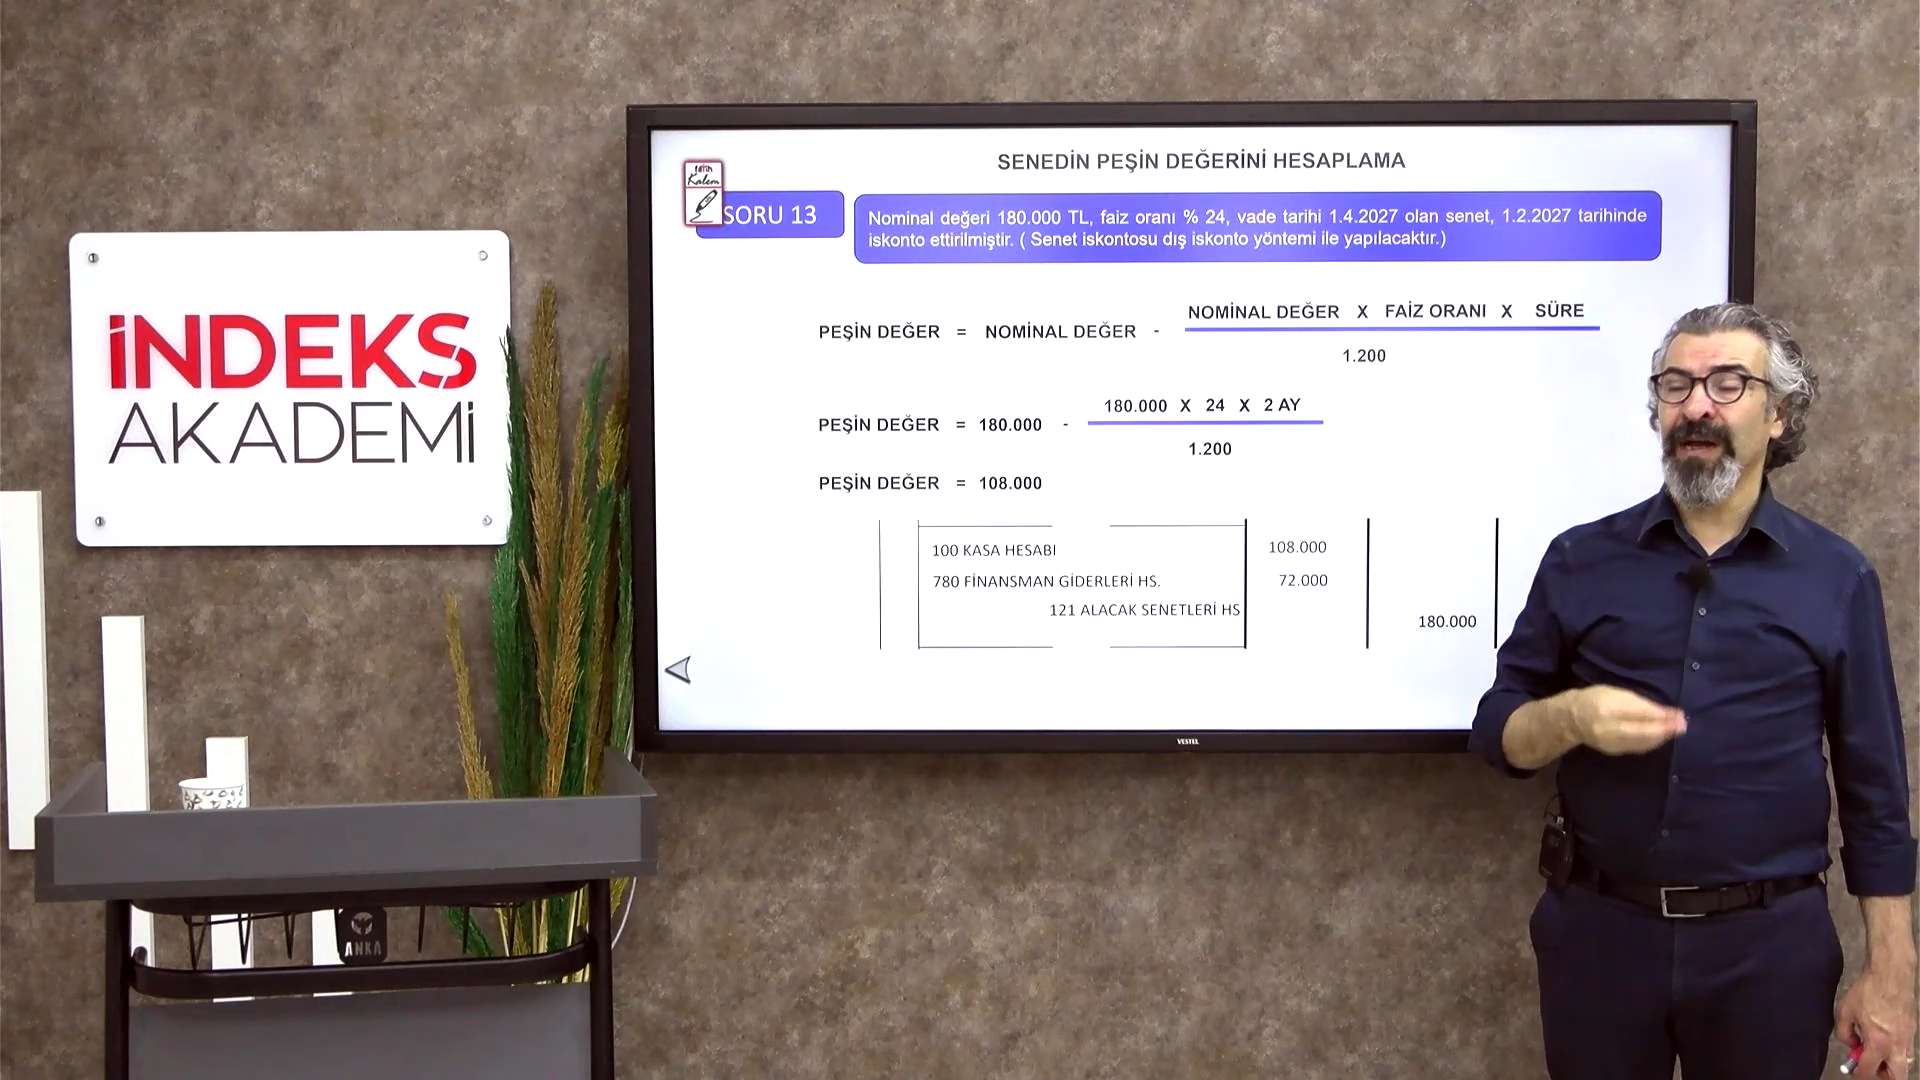 İNDEKS
AKADEMİ
SENEDİN PEŞİN DEĞERİNİ HESAPLAMA
Kalem
SORU 13
Nominal değeri 180.000 TL, faiz oranı % 24, vade tarihi 1.4.2027 olan senet, 1.2.2027 tarihinde
iskonto ettirilmiştir. ( Senet iskontosu dış iskonto yöntemi ile yapılacaktır.)
PEŞİN DEĞER = NOMİNAL DEĞER - NOMİNAL DEĞER X FAİZ ORANI X SÜRE
1.200
PEŞİN DEĞER = 180.000 - 180.000 X 24 X 2 AY
1.200
PEŞİN DEĞER = 108.000
100 KASA HESABI 108.000
780 FİNANSMAN GİDERLERİ HS. 72.000
121 ALACAK SENETLERİ HS
180.000
VESTEL
ANKA